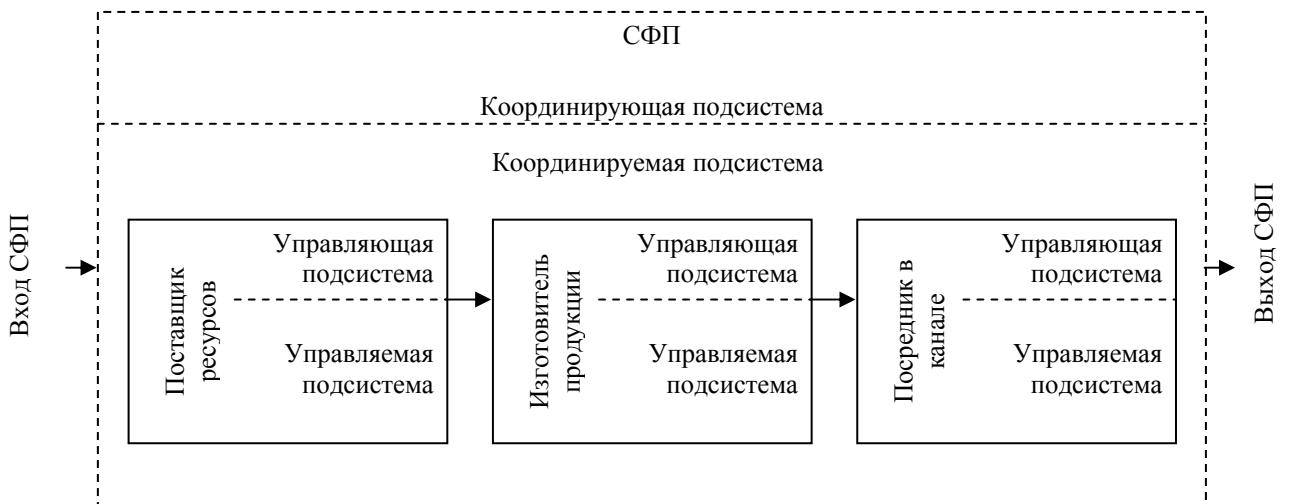 СФП
Координирующая подсистема
Координируемая подсистема
Вход СФП
Поставщик
ресурсов
Управляющая
подсистема
Управляемая
подсистема
Изготовитель
продукции
Управляющая
подсистема
Управляемая
подсистема
Посредник в
канале
Управляющая
подсистема
Управляемая
подсистема
Выход СФП